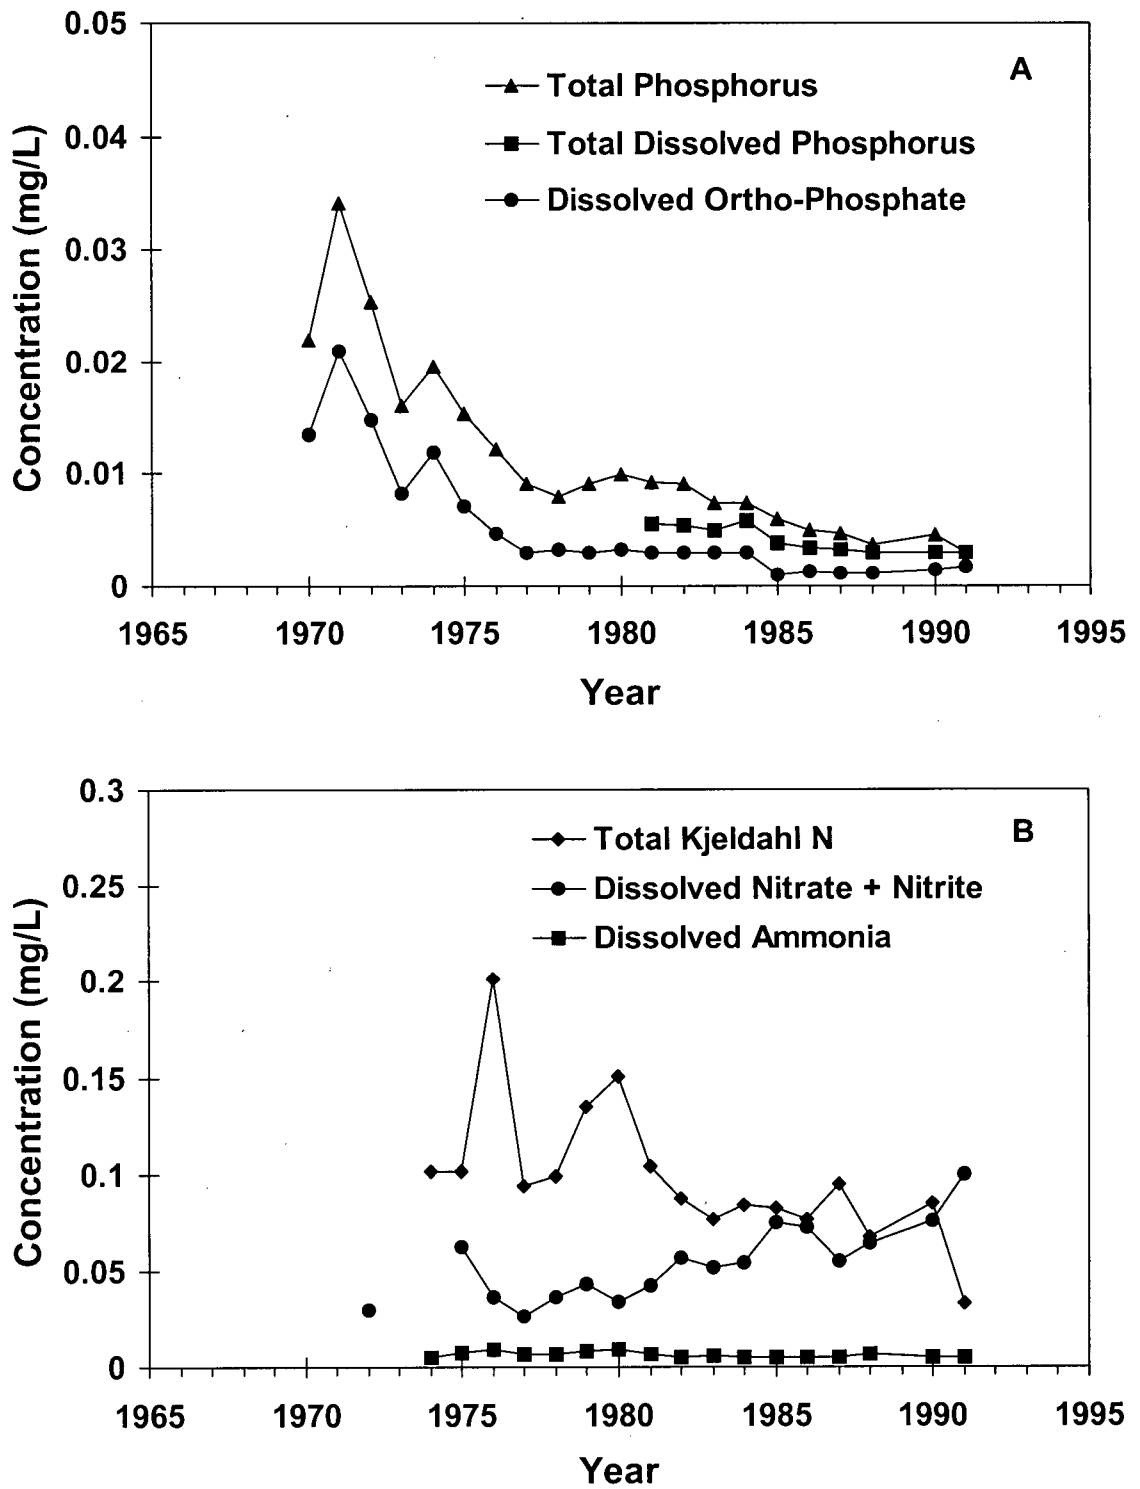 0.05
A
Total Phosphorus
0.04
Total Dissolved Phosphorus
Dissolved Ortho-Phosphate
0.03
0.02
0.01
0
Concentration (mg/L)
1965 1970 1975 1980 1985 1990 1995
Year
0.3
B
Total Kjeldahl N
0.25
Dissolved Nitrate + Nitrite
Dissolved Ammonia
0.2
0.15
0.1
0.05
0
Concentration (mg/L)
1965 1970 1975 1980 1985 1990 1995
Year